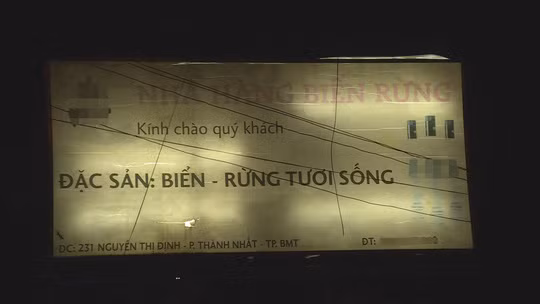 NHÀ HÀNG BIỂN RỪNG
Kính chào quý khách
ĐẶC SẢN: BIỂN - RỪNG TƯƠI SỐNG
ĐC: 231 NGUYỄN THỊ ĐỊNH - P. THÀNH NHẤT - TP. BMT
ĐT: